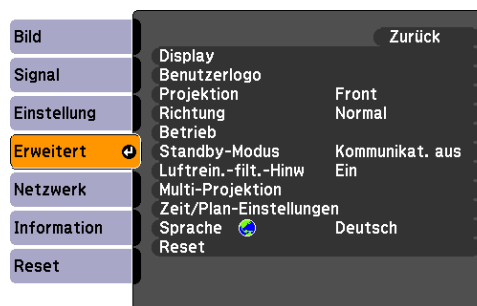 Bild
Signal
Einstellung
Erweitert
Netzwerk
Information
Reset
Zurück
Display
Benutzerlogo
Projektion Front
Richtung Normal
Betrieb
Standby-Modus Kommunikat. aus
Luftrein.-filt.-Hinw Ein
Multi-Projektion
Zeit/Plan-Einstellungen
Sprache Deutsch
Reset